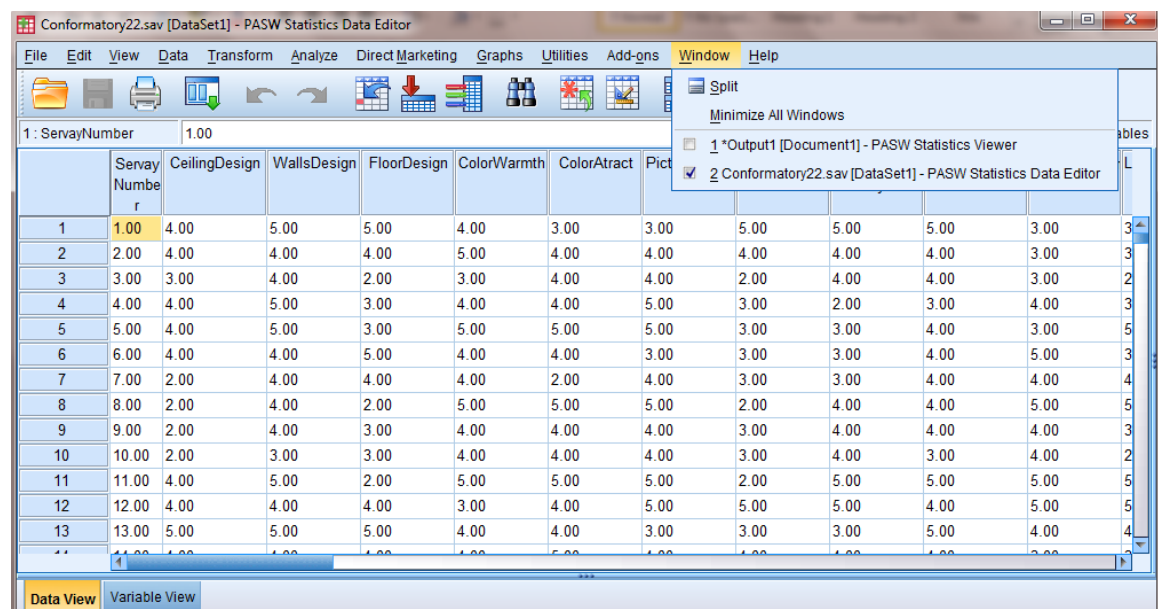 Conformatory22.sav [DataSet1] - PASW Statistics Data Editor
File Edit View Data Transform Analyze Direct Marketing Graphs Utilities Add-ons Window Help
Split
Minimize All Windows
1 : ServayNumber 1.00 ables
1 *Output1 [Document1] - PASW Statistics Viewer
2 Conformatory22.sav [DataSet1] - PASW Statistics Data Editor
Servay CeilingDesign WallsDesign FloorDesign ColorWarmth ColorAtract Pict L
Numbe
r
1 1.00 4.00 5.00 5.00 4.00 3.00 3.00 5.00 5.00 5.00 3.00 3
2 2.00 4.00 4.00 4.00 5.00 4.00 4.00 4.00 4.00 4.00 3.00 3
3 3.00 3.00 4.00 2.00 3.00 4.00 4.00 2.00 4.00 4.00 3.00 2
4 4.00 4.00 5.00 3.00 4.00 4.00 5.00 3.00 2.00 3.00 4.00 3
5 5.00 4.00 5.00 3.00 5.00 5.00 5.00 3.00 3.00 4.00 3.00 5
6 6.00 4.00 4.00 5.00 4.00 4.00 3.00 3.00 3.00 4.00 5.00 3
7 7.00 2.00 4.00 4.00 4.00 2.00 4.00 3.00 3.00 4.00 4.00 4
8 8.00 2.00 4.00 2.00 5.00 5.00 5.00 2.00 4.00 4.00 5.00 5
9 9.00 2.00 4.00 3.00 4.00 4.00 4.00 3.00 4.00 4.00 4.00 3
10 10.00 2.00 3.00 3.00 4.00 4.00 4.00 3.00 4.00 3.00 4.00 2
11 11.00 4.00 5.00 2.00 5.00 5.00 5.00 2.00 5.00 5.00 5.00 5
12 12.00 4.00 4.00 4.00 3.00 4.00 5.00 5.00 5.00 4.00 5.00 5
13 13.00 5.00 5.00 5.00 4.00 4.00 3.00 3.00 3.00 5.00 4.00 4
Data View Variable View